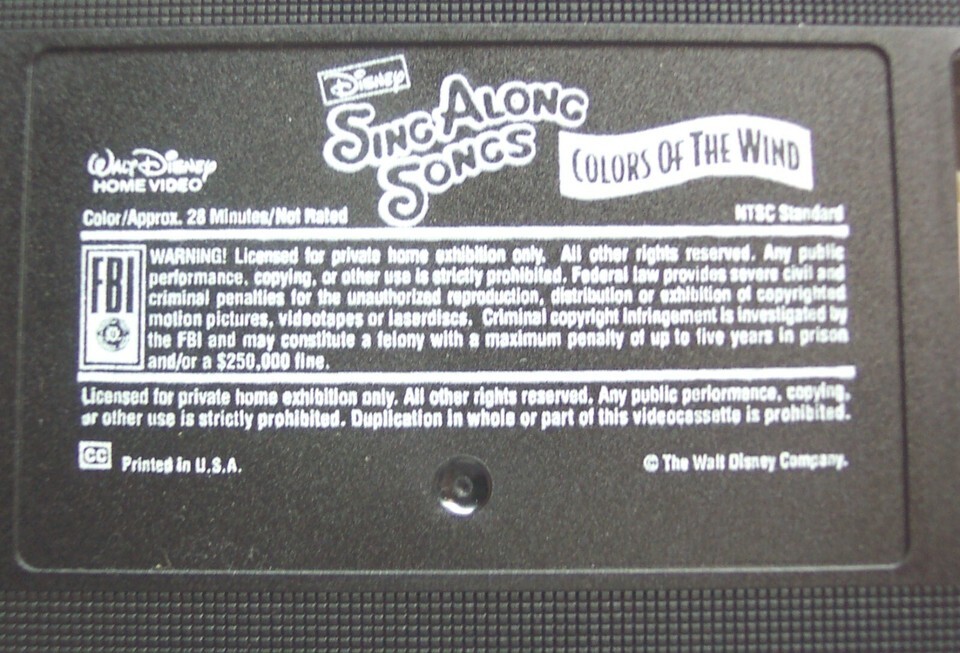 Disney
Sing Along
Songs
Colors Of The Wind
Walt Disney
HOME VIDEO
Color/Approx. 28 Minutes/Not Rated
NTSC Standard
FBI
WARNING! Licensed for private home exhibition only. All other rights reserved. Any public
performance, copying, or other use is strictly prohibited. Federal law provides severe civil and
criminal penalties for the unauthorized reproduction, distribution or exhibition of copyrighted
motion pictures, videotapes or laserdiscs. Criminal copyright infringement is investigated by
the FBI and may constitute a felony with a maximum penalty of up to five years in prison
and/or a $250,000 fine.
Licensed for private home exhibition only. All other rights reserved. Any public performance, copying,
or other use is strictly prohibited. Duplication in whole or part of this videocassette is prohibited.
CC Printed in U.S.A.
© The Walt Disney Company.